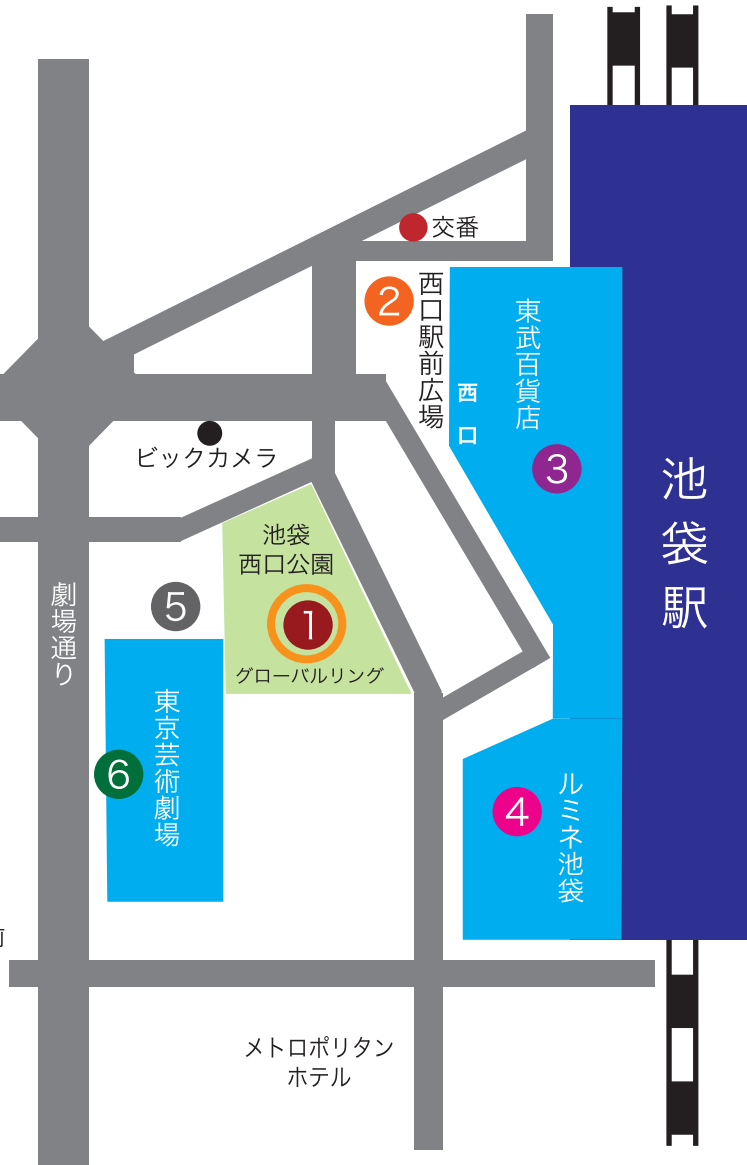 交番
2
西口駅前広場
東武百貨店
西口
3
ビックカメラ
池袋駅
池袋
西口公園
1
グローバルリング
5
劇場通り
東京芸術劇場
6
ルミネ池袋
4
メトロポリタン
ホテル